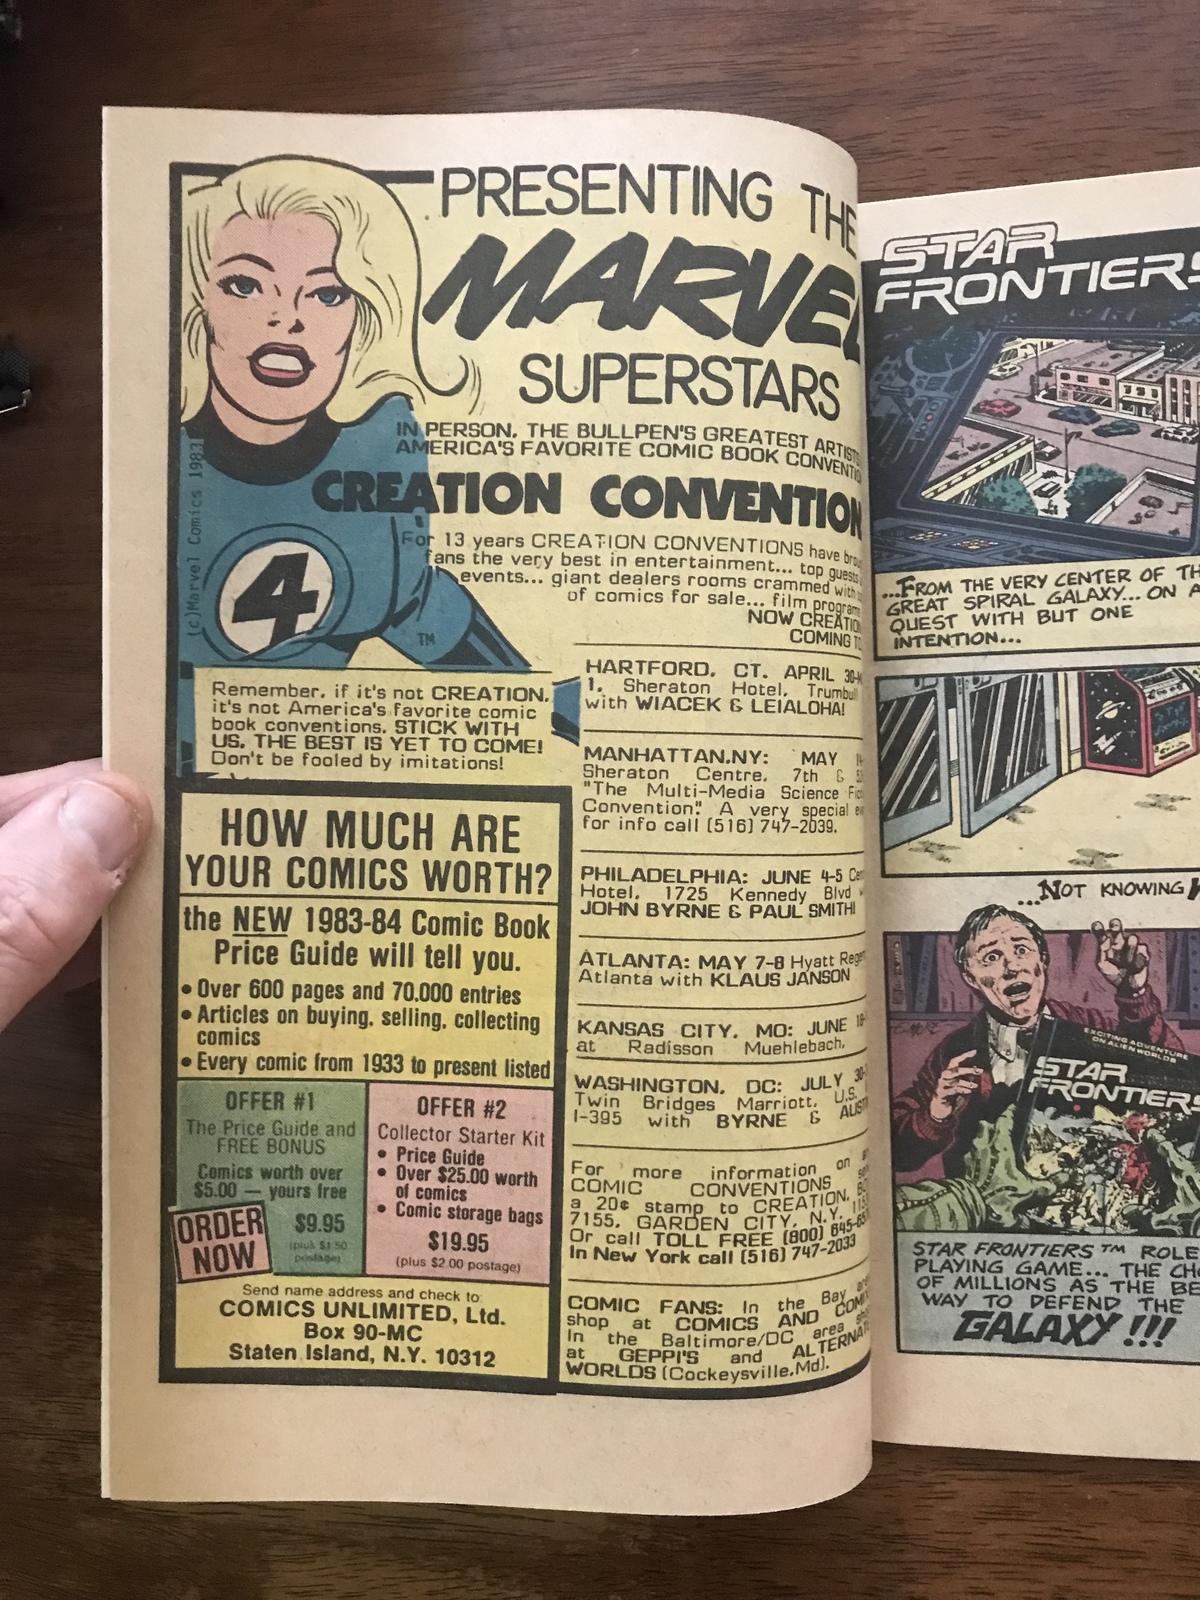 PRESENTING THE
MARVEL
SUPERSTARS
IN PERSON, THE BULLPEN'S GREATEST ARTISTS
AMERICA'S FAVORITE COMIC BOOK
CREATION CONVENTION
For 13 years CREATION CONVENTIONS have
fans the very best in entertainment... top guests
events... giant dealers rooms crammed with
of comics for sale... film
NOW CREATION
COMING
(c)Marvel Comics 1983
4
TM
Remember, if it's not CREATION,
it's not America's favorite comic
book conventions. STICK WITH
US, THE BEST IS YET TO COME!
Don't be fooled by imitations!
HARTFORD, CT. APRIL 30-
1, Sheraton Hotel, Trumbull
with WIACEK & LEIALOHA!
MANHATTAN,NY: MAY
Sheraton Centre, 7th &
"The Multi-Media Science
Convention". A very special
for info call (516) 747-2039.
PHILADELPHIA: JUNE 4-5
Hotel, 1725 Kennedy Blvd
JOHN BYRNE & PAUL SMITH!
ATLANTA: MAY 7-8 Hyatt
Atlanta with KLAUS JANSON
KANSAS CITY, MO: JUNE
at Radisson Muehlebach,
WASHINGTON, DC: JULY 30-
Twin Bridges Marriott, U.S.
I-395 with BYRNE &
For more information on
COMIC CONVENTIONS
a 20¢ stamp to CREATION,
7155, GARDEN CITY, N.Y.
Or call TOLL FREE (800)
In New York call (516) 747-2033
COMIC FANS: In the Bay
shop at COMICS AND
In the Baltimore/DC area
at GEPPI'S and
WORLDS (Cockeysville,Md).
HOW MUCH ARE
YOUR COMICS WORTH?
the NEW 1983-84 Comic Book
Price Guide will tell you.
• Over 600 pages and 70,000 entries
• Articles on buying, selling, collecting
comics
• Every comic from 1933 to present listed
OFFER #1
The Price Guide and
FREE BONUS
Comics worth over
$5.00 — yours free
$9.95
(plus $1.50
postage)
ORDER
NOW
OFFER #2
Collector Starter Kit
• Price Guide
• Over $25.00 worth
of comics
• Comic storage bags
$19.95
(plus $2.00 postage)
Send name address and check to:
COMICS UNLIMITED, Ltd.
Box 90-MC
Staten Island, N.Y. 10312
STAR
FRONTIERS
...FROM THE VERY CENTER OF
GREAT SPIRAL GALAXY... ON A
QUEST WITH BUT ONE
INTENTION...
...NOT KNOWING
EXCITING ADVENTURE
ON ALIEN WORLDS
STAR
FRONTIERS
STAR FRONTIERS™ ROLE
PLAYING GAME... THE
OF MILLIONS AS THE
WAY TO DEFEND THE
GALAXY!!!